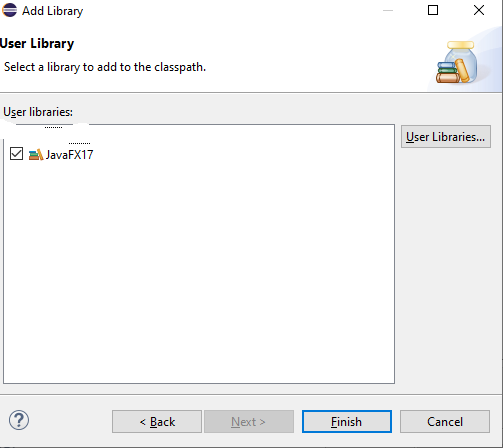 Add Library
User Library
Select a library to add to the classpath.
User libraries:
User Libraries...
JavaFX17
?
< Back
Next >
Finish
Cancel